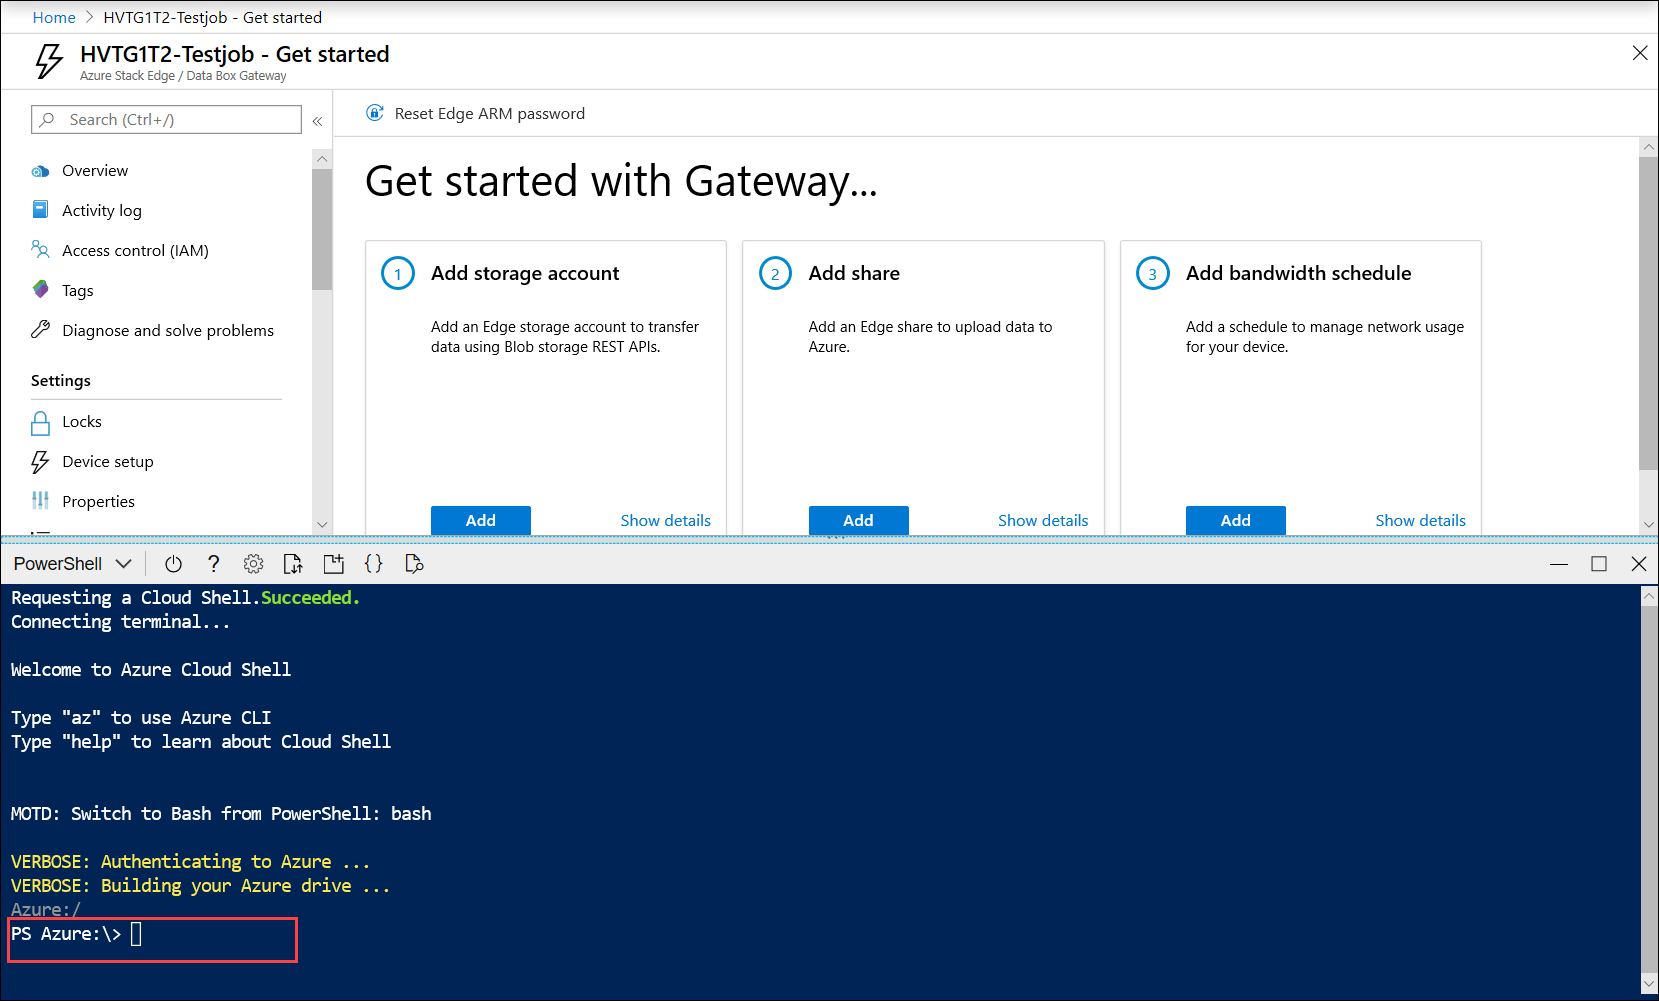 Home > HVTG1T2-Testjob - Get started
HVTG1T2-Testjob - Get started
Azure Stack Edge / Data Box Gateway
Search (Ctrl+/)
«
Overview
Activity log
Access control (IAM)
Tags
Diagnose and solve problems
Settings
Locks
Device setup
Properties
Reset Edge ARM password
Get started with Gateway...
1 Add storage account
Add an Edge storage account to transfer
data using Blob storage REST APIs.
Add Show details
2 Add share
Add an Edge share to upload data to
Azure.
Add Show details
3 Add bandwidth schedule
Add a schedule to manage network usage
for your device.
Add Show details
PowerShell ? {}
Requesting a Cloud Shell.Succeeded.
Connecting terminal...
Welcome to Azure Cloud Shell
Type "az" to use Azure CLI
Type "help" to learn about Cloud Shell
MOTD: Switch to Bash from PowerShell: bash
VERBOSE: Authenticating to Azure ...
VERBOSE: Building your Azure drive ...
Azure:/
PS Azure:\>